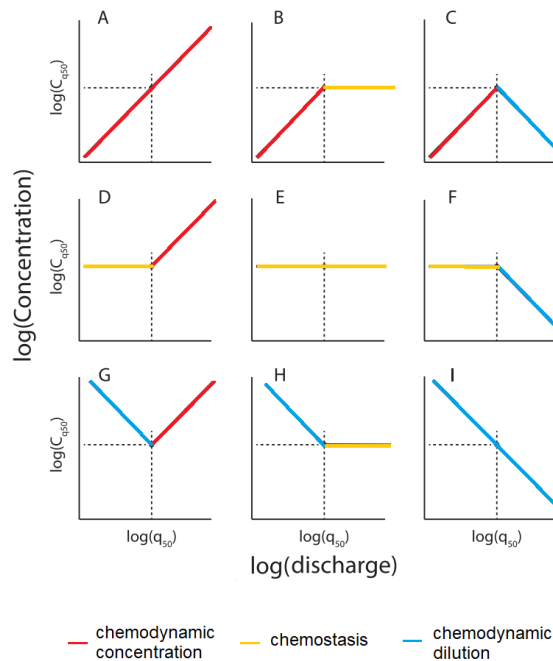 A
B
C
log(C_q50)
D
E
F
log(C_q50)
log(Concentration)
G
H
I
log(C_q50)
log(q_50)
log(q_50)
log(q_50)
log(discharge)
chemodynamic concentration
chemostasis
chemodynamic dilution